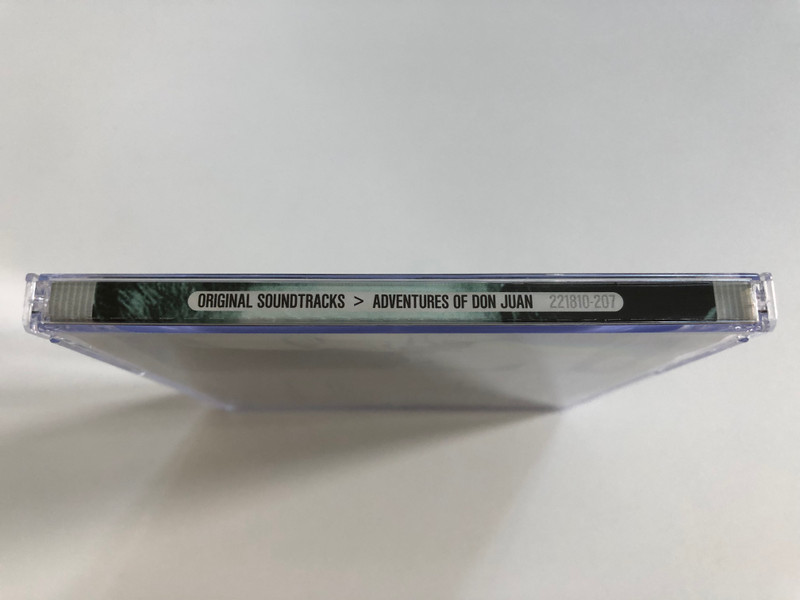 ORIGINAL SOUNDTRACKS > ADVENTURES OF DON JUAN 221810-207